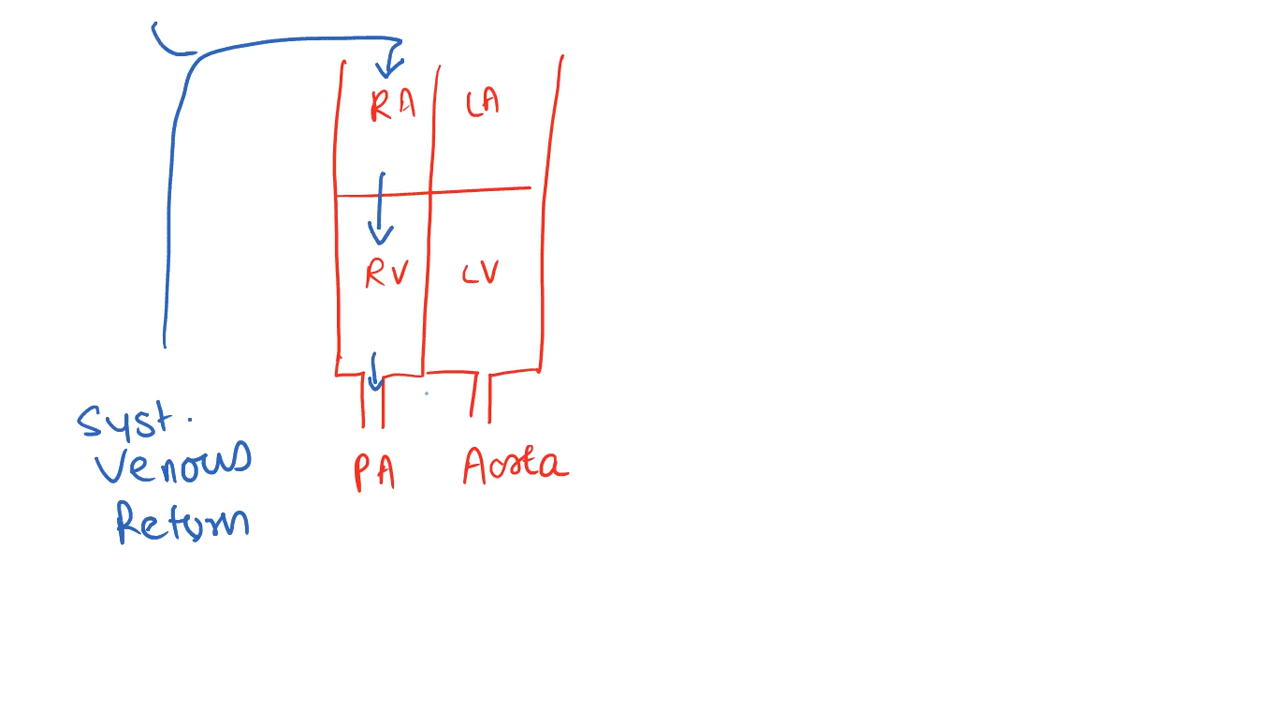 RA LA
RV LV
Syst.
Venous
Return
PA Aorta